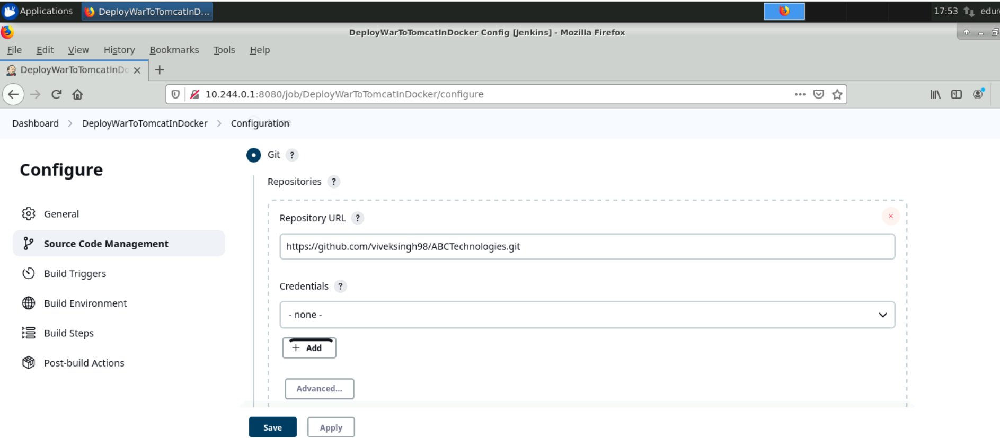 Applications DeployWarToTomcatInD... 17:53
DeployWarToTomcatInDocker Config [Jenkins] - Mozilla Firefox
File Edit View History Bookmarks Tools Help
DeployWarToTomcatInDo
10.244.0.1:8080/job/DeployWarToTomcatInDocker/configure
Dashboard > DeployWarToTomcatInDocker > Configuration
Git ?
Configure
Repositories ?
General
Repository URL ?
Source Code Management
https://github.com/viveksingh98/ABCTechnologies.git
Build Triggers
Credentials ?
Build Environment
- none -
Build Steps
+ Add
Post-build Actions
Advanced...
Save Apply